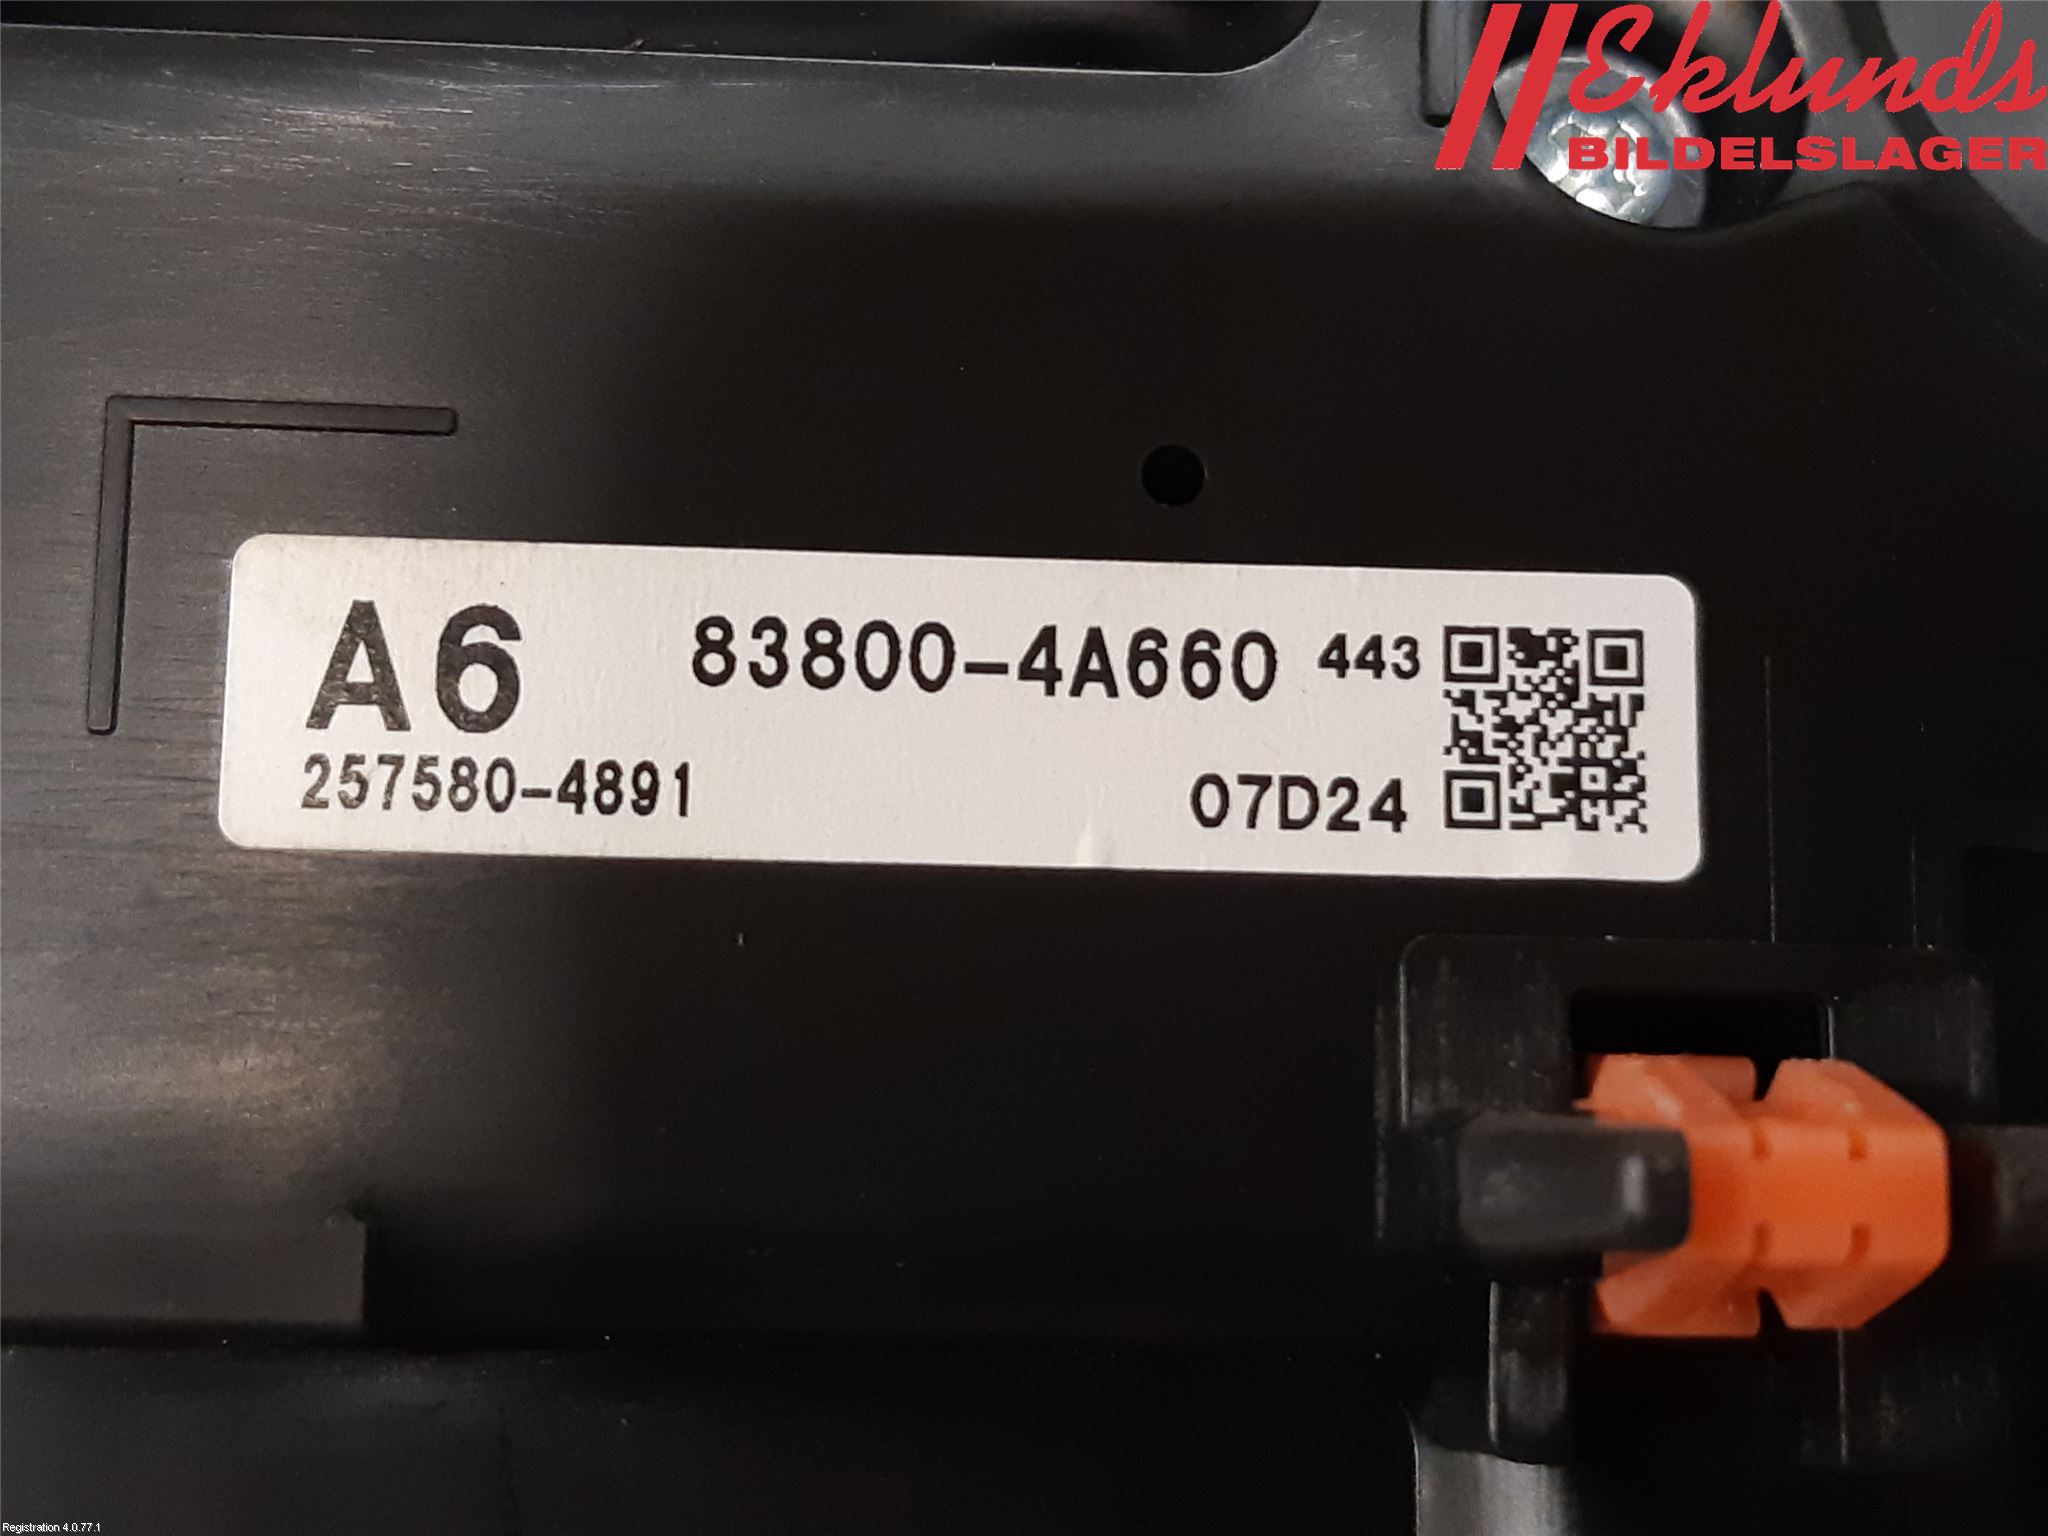 Eklunds
BILDELSLAGER
A6 83800-4A660 443
257580-4891 07D24
Registration 4.0.77.1